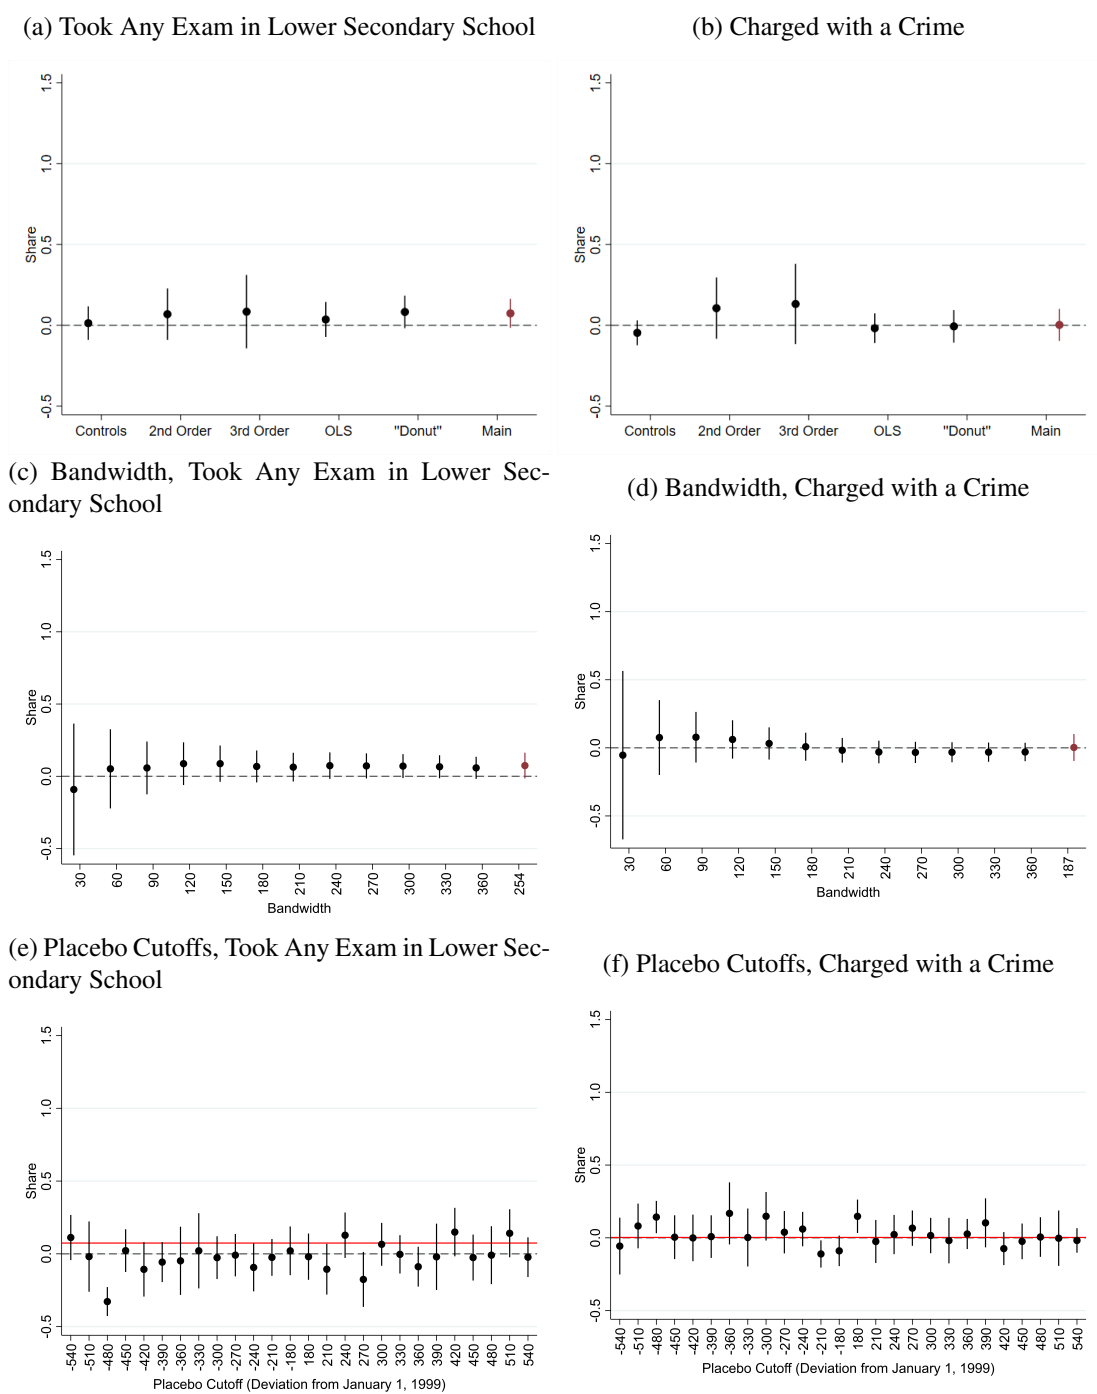 (a) Took Any Exam in Lower Secondary School
1.5
1.0
0.5
0.0
-0.5
Share
Controls 2nd Order 3rd Order OLS "Donut" Main
(b) Charged with a Crime
1.5
1.0
0.5
0.0
-0.5
Share
Controls 2nd Order 3rd Order OLS "Donut" Main
(c) Bandwidth, Took Any Exam in Lower Sec-
ondary School
1.5
1.0
0.5
0.0
-0.5
Share
30 60 90 120 150 180 210 240 270 300 330 360 254
Bandwidth
(d) Bandwidth, Charged with a Crime
1.5
1.0
0.5
0.0
-0.5
Share
30 60 90 120 150 180 210 240 270 300 330 360 187
Bandwidth
(e) Placebo Cutoffs, Took Any Exam in Lower Sec-
ondary School
1.5
1.0
0.5
0.0
-0.5
Share
-540 -510 -480 -450 -420 -390 -360 -330 -300 -270 -240 -210 -180 180 210 240 270 300 330 360 390 420 450 480 510 540
Placebo Cutoff (Deviation from January 1, 1999)
(f) Placebo Cutoffs, Charged with a Crime
1.5
1.0
0.5
0.0
-0.5
Share
-540 -510 -480 -450 -420 -390 -360 -330 -300 -270 -240 -210 -180 180 210 240 270 300 330 360 390 420 450 480 510 540
Placebo Cutoff (Deviation from January 1, 1999)